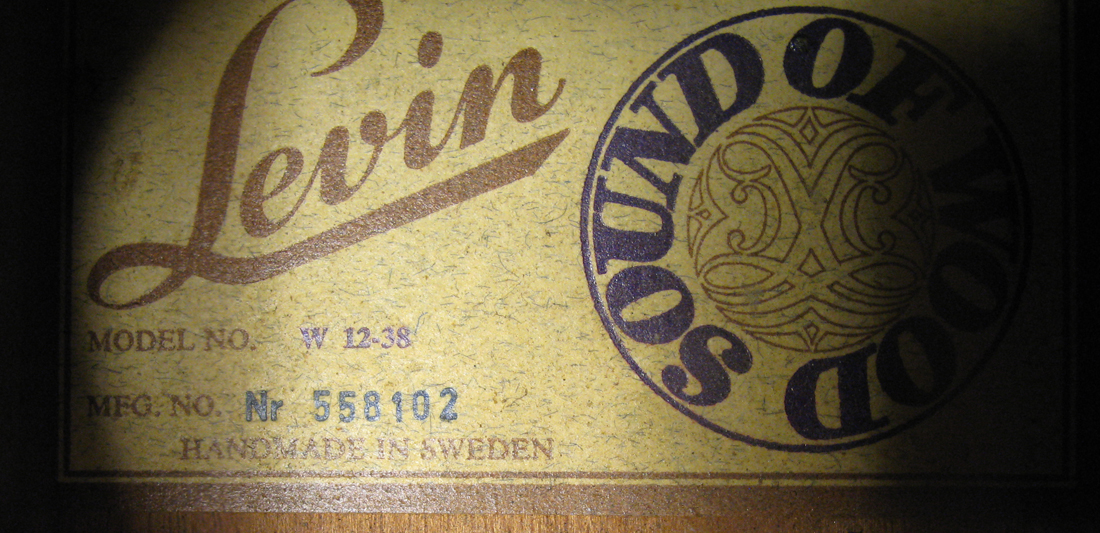 Levin
SOUND OF WOOD
MODEL NO. W 12-38
MFG. NO. Nr 558102
HANDMADE IN SWEDEN